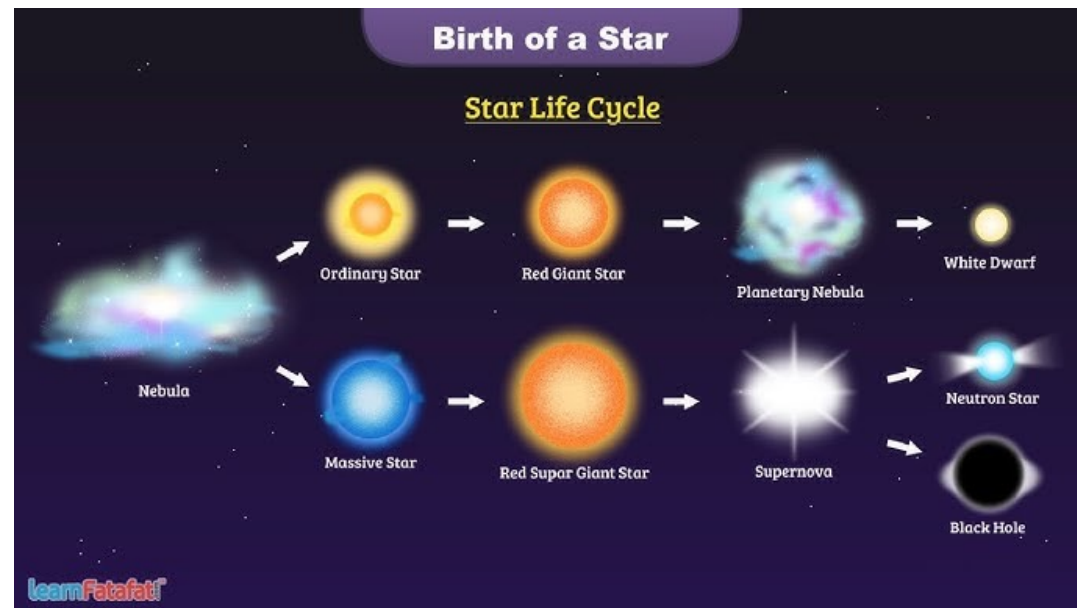 Birth of a Star
Star Life Cycle
Ordinary Star
Red Giant Star
Planetary Nebula
White Dwarf
Nebula
Massive Star
Red Supar Giant Star
Supernova
Neutron Star
Black Hole
learnFatafat